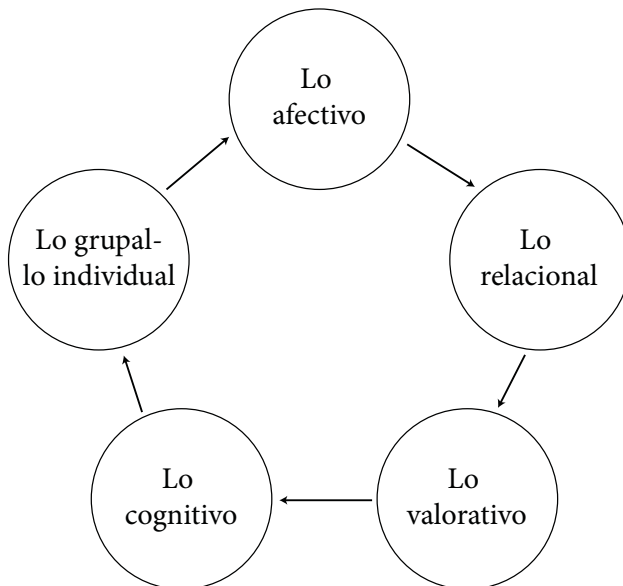 Lo
afectivo
Lo
relacional
Lo
valorativo
Lo
cognitivo
Lo grupal-
lo individual